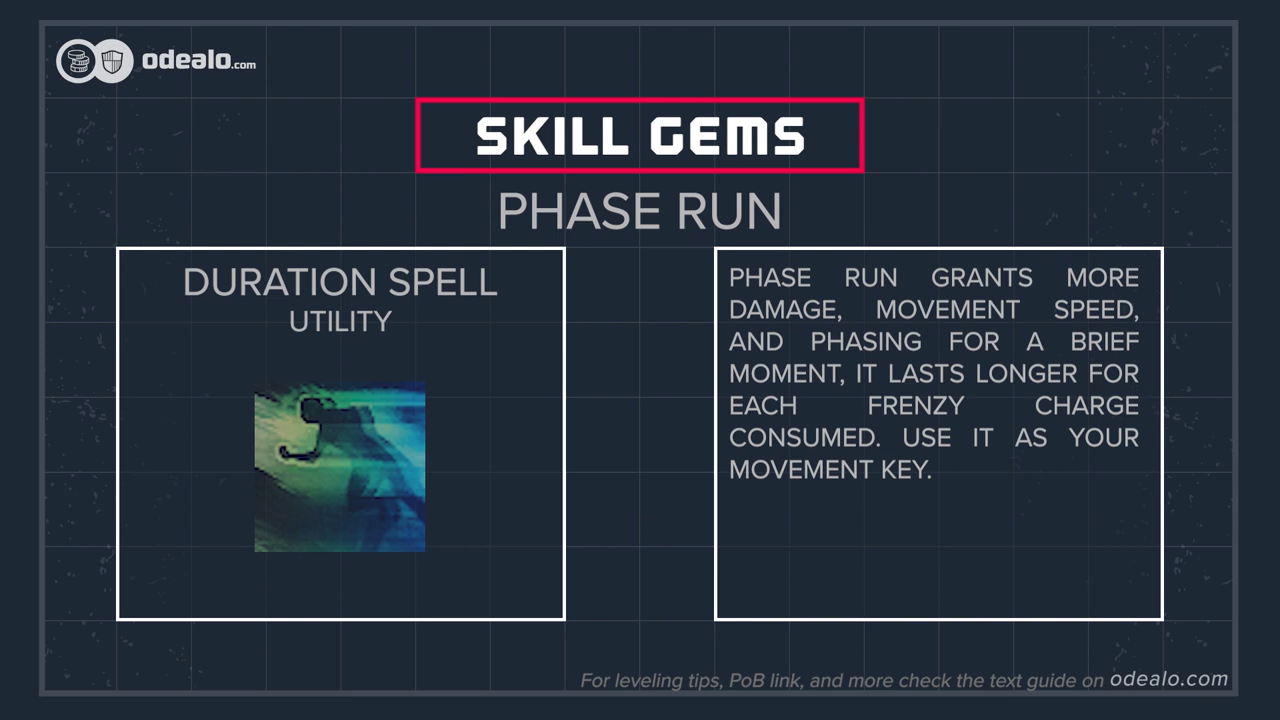 odealo.com
SKILL GEMS
PHASE RUN
DURATION SPELL
UTILITY
PHASE RUN GRANTS MORE
DAMAGE, MOVEMENT SPEED,
AND PHASING FOR A BRIEF
MOMENT, IT LASTS LONGER FOR
EACH FRENZY CHARGE
CONSUMED. USE IT AS YOUR
MOVEMENT KEY.
For leveling tips, PoB link, and more check the text guide on odealo.com